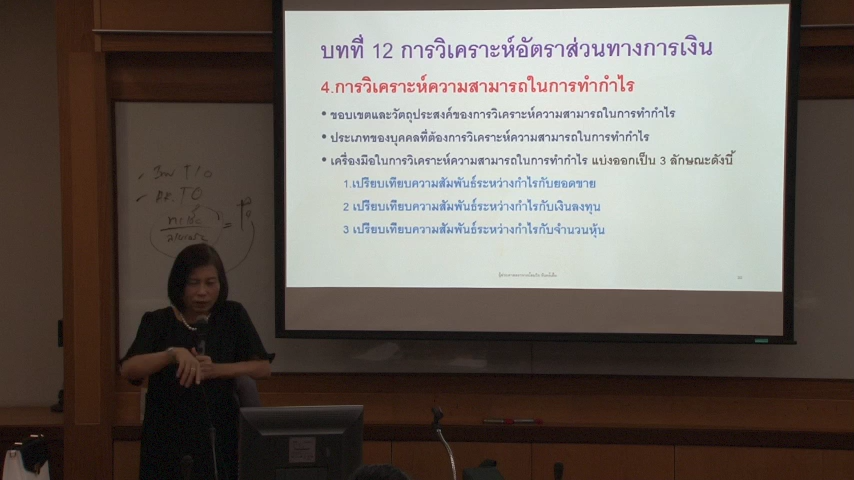 บทที่ 12 การวิเคราะห์อัตราส่วนทางการเงิน
4.การวิเคราะห์ความสามารถในการทำกำไร
• ขอบเขตและวัตถุประสงค์ของการวิเคราะห์ความสามารถในการทำกำไร
• ประเภทของบุคคลที่ต้องการวิเคราะห์ความสามารถในการทำกำไร
• เครื่องมือในการวิเคราะห์ความสามารถในการทำกำไร แบ่งออกเป็น 3 ลักษณะดังนี้
1.เปรียบเทียบความสัมพันธ์ระหว่างกำไรกับยอดขาย
2 เปรียบเทียบความสัมพันธ์ระหว่างกำไรกับเงินลงทุน
3 เปรียบเทียบความสัมพันธ์ระหว่างกำไรกับจำนวนหุ้น
T/O
TO